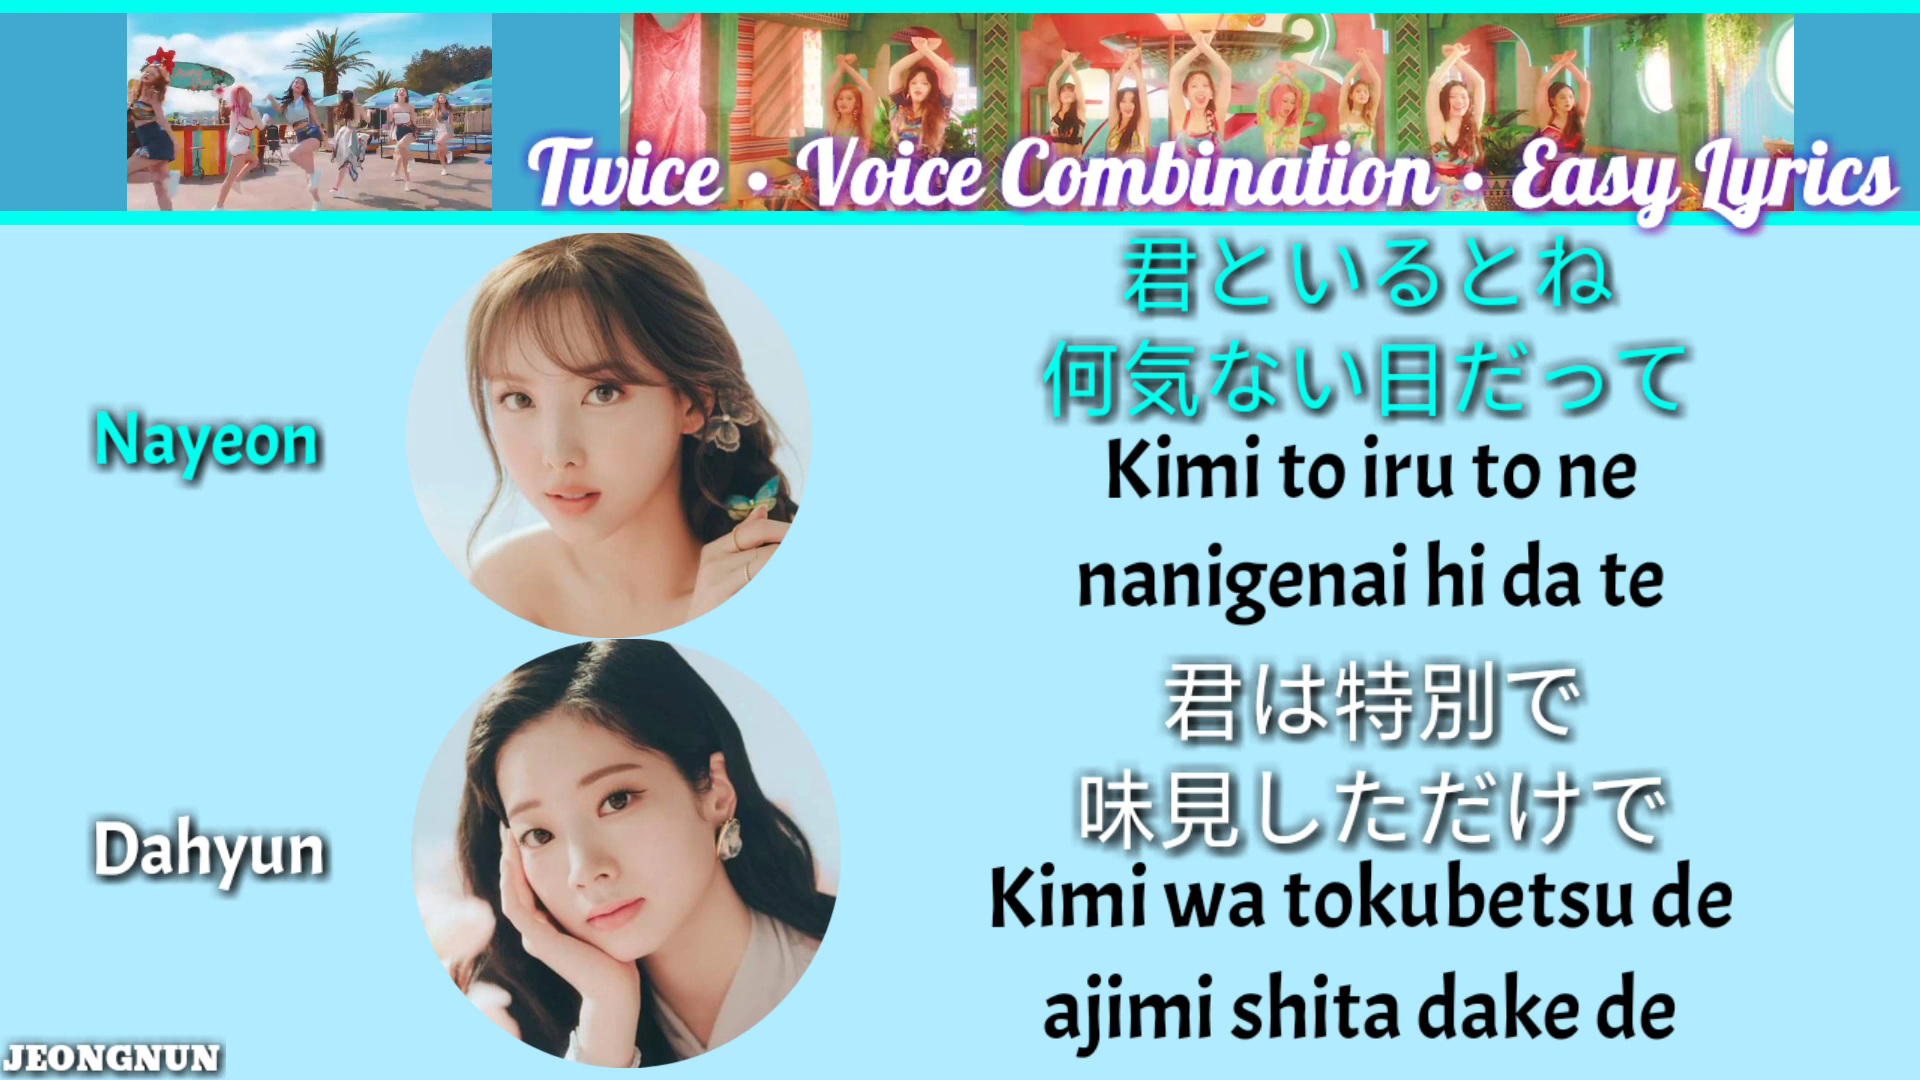 Twice • Voice Combination • Easy Lyrics
Nayeon
君といるとね
何気ない日だって
Kimi to iru to ne
nanigenai hi da te
Dahyun
君は特別で
味見しただけで
Kimi wa tokubetsu de
ajimi shita dake de
JEONGNUN